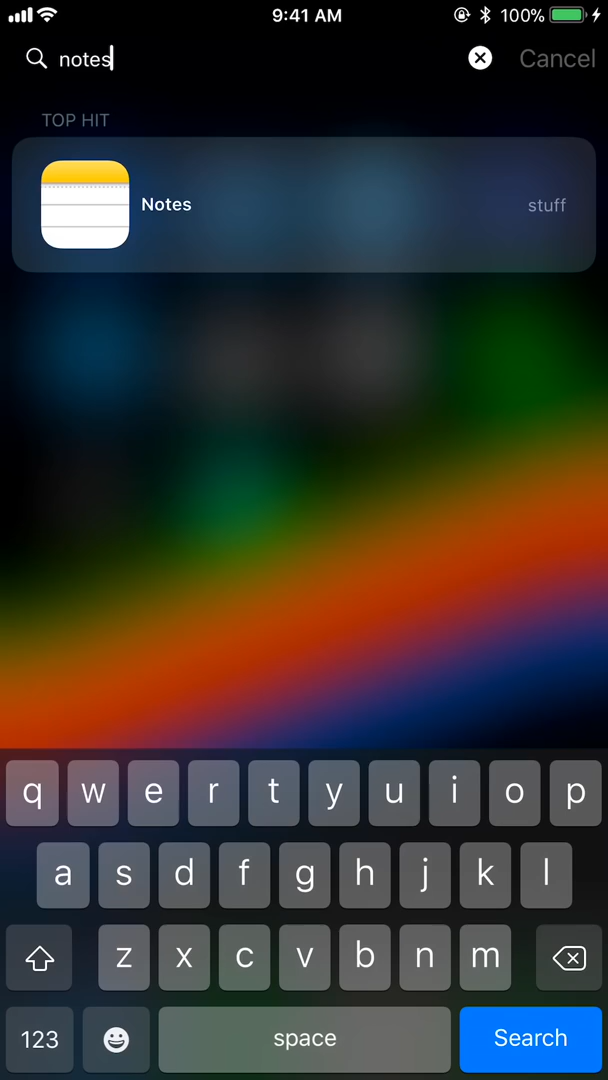 9:41 AM 100%
notes Cancel
TOP HIT
Notes stuff
q w e r t y u i o p
a s d f g h j k l
z x c v b n m
123 space Search